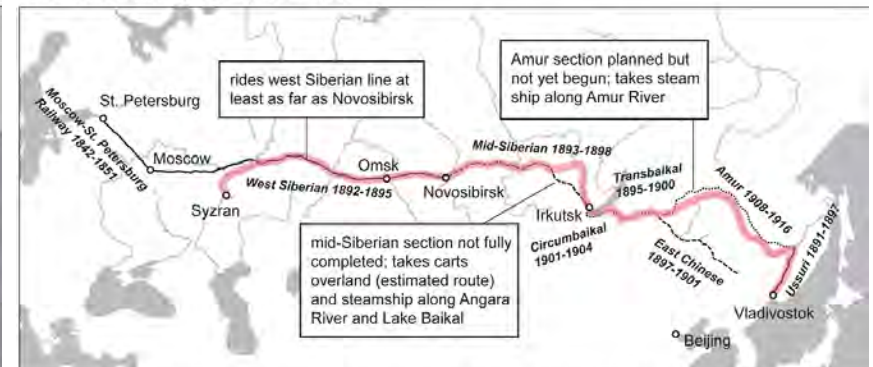 rides west Siberian line at
least as far as Novosibirsk
Amur section planned but
not yet begun; takes steam
ship along Amur River
St. Petersburg
Moscow-St. Petersburg
Railway 1842-1851
Moscow
Syzran
West Siberian 1892-1895
Omsk
Novosibirsk
Mid-Siberian 1893-1898
Transbaikal
1895-1900
Irkutsk
Circumbaikal
1901-1904
Amur 1908-1916
East Chinese
1897-1901
Ussuri 1891-1897
Vladivostok
Beijing
mid-Siberian section not fully
completed; takes carts
overland (estimated route)
and steamship along Angara
River and Lake Baikal